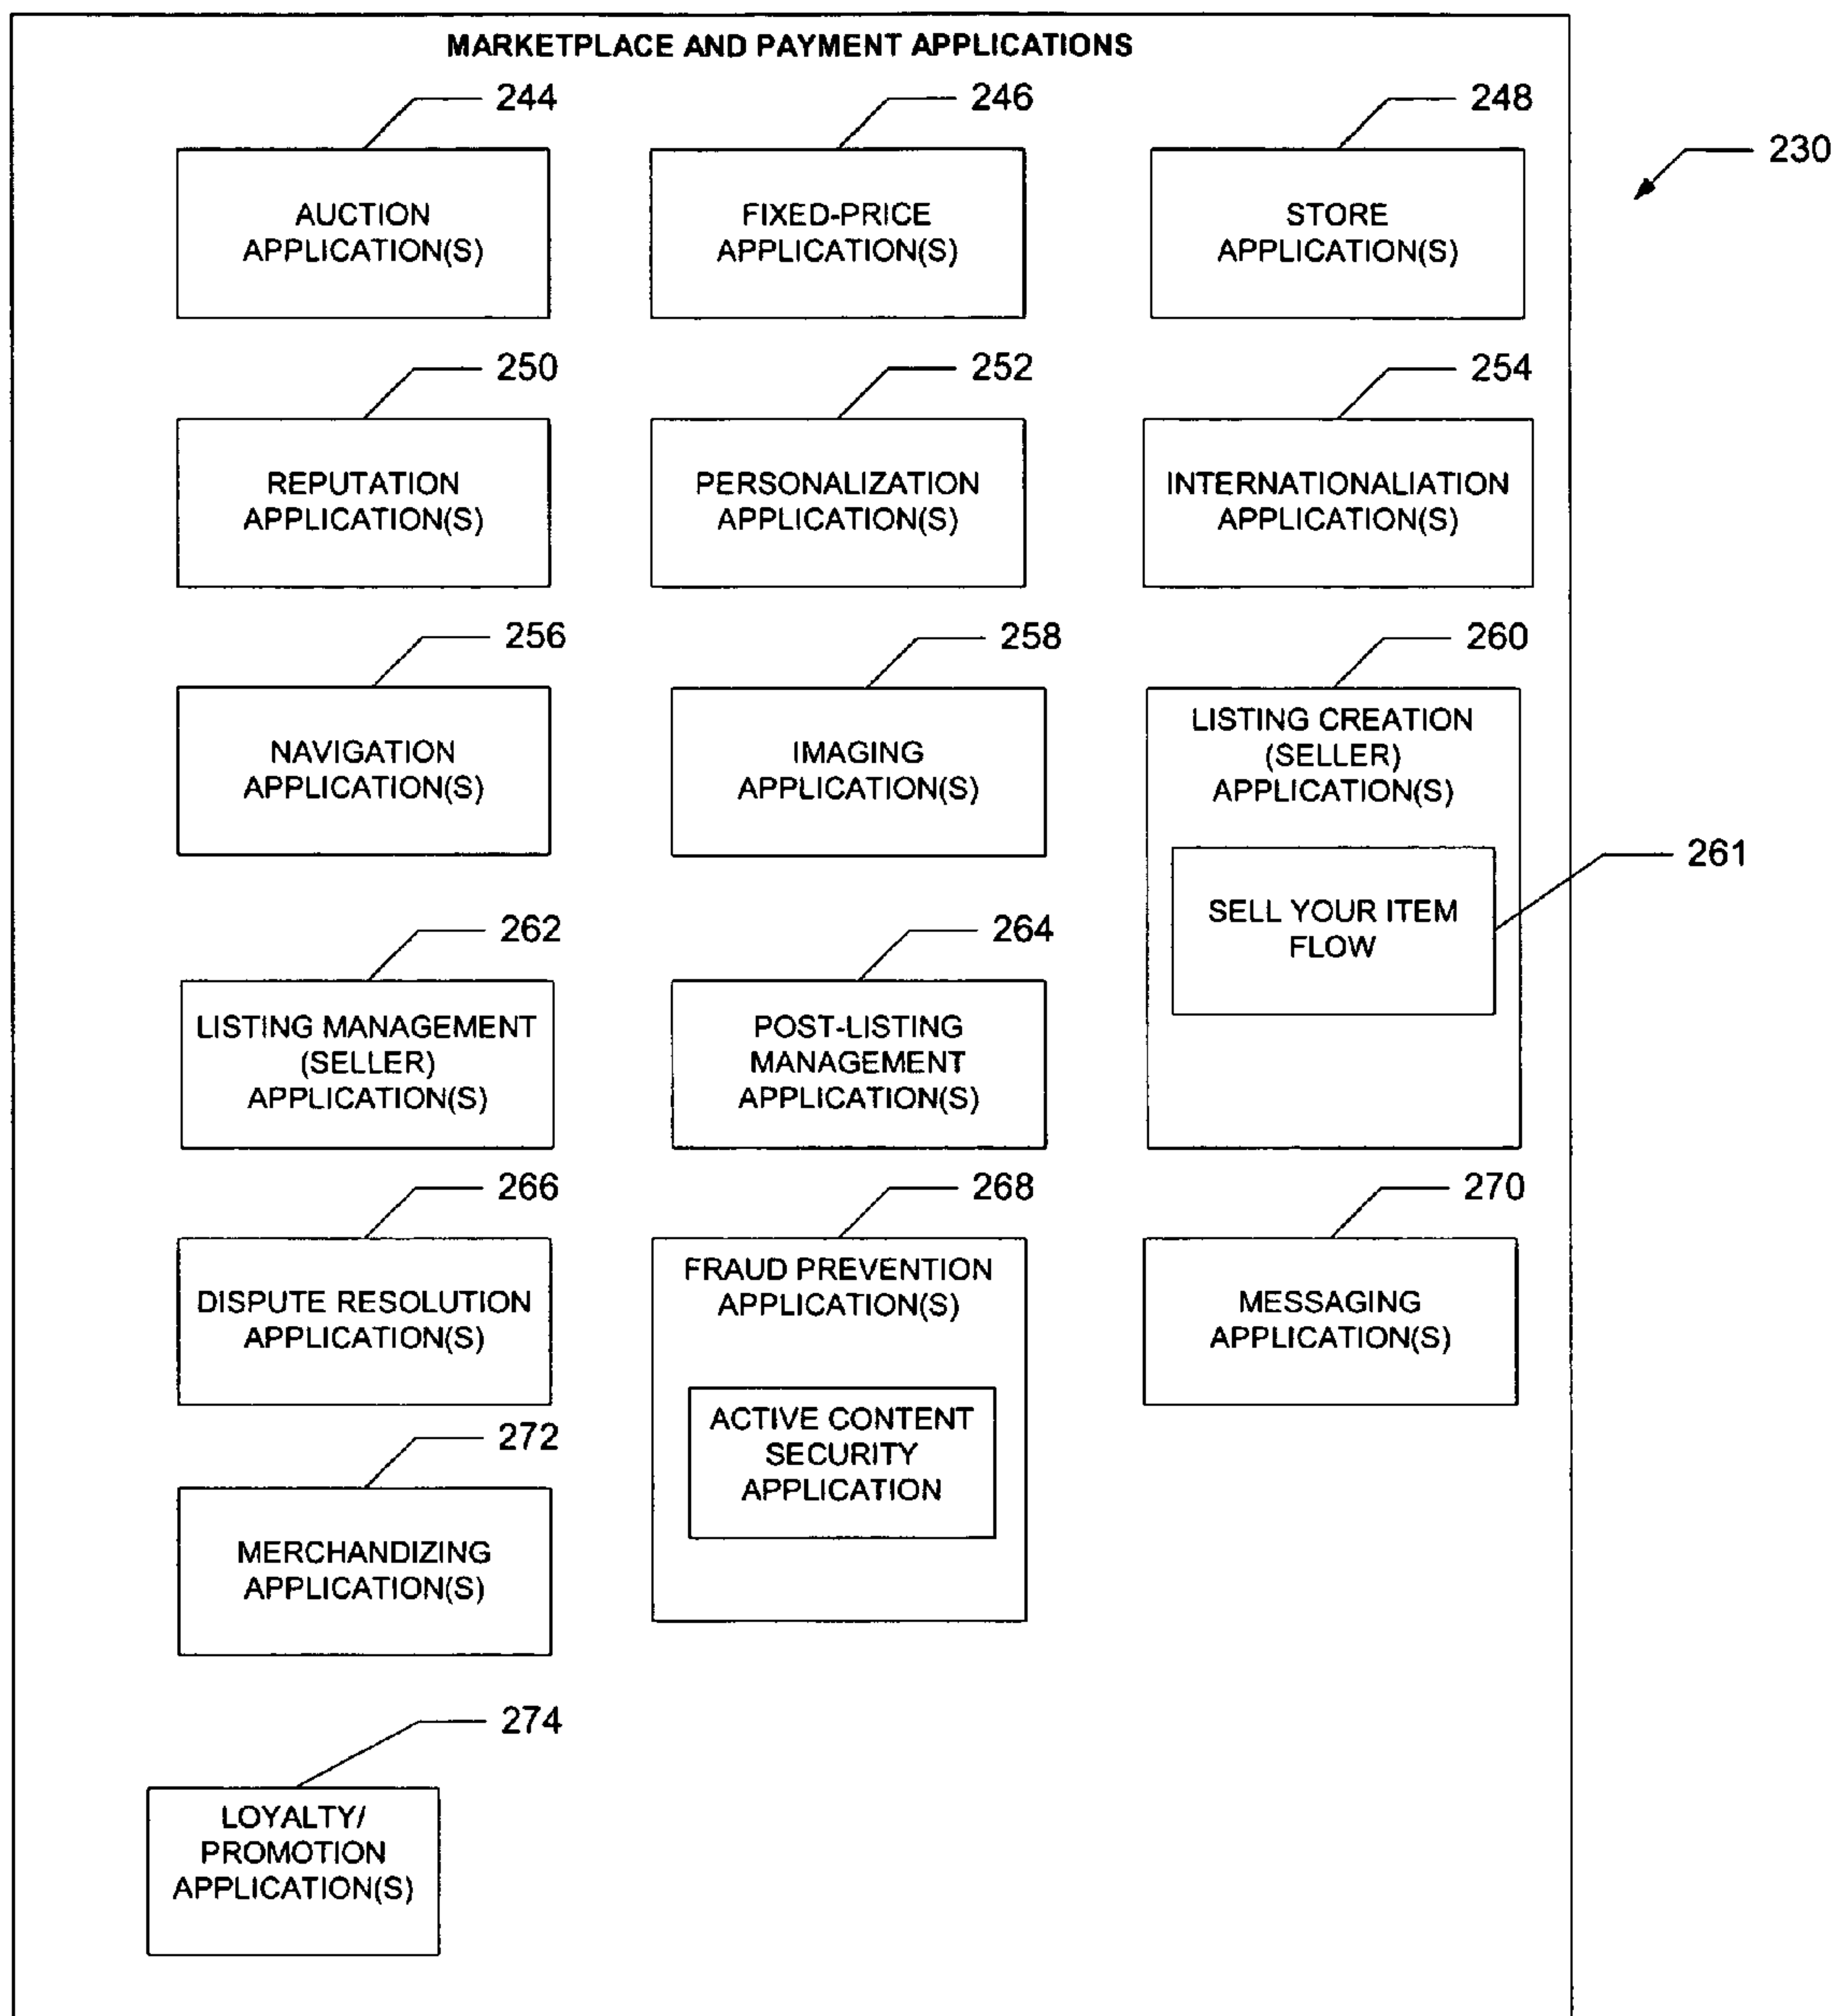 MARKETPLACE AND PAYMENT APPLICATIONS
244
246
248
230
AUCTION
APPLICATION(S)
FIXED-PRICE
APPLICATION(S)
STORE
APPLICATION(S)
250
252
254
REPUTATION
APPLICATION(S)
PERSONALIZATION
APPLICATION(S)
INTERNATIONALIATION
APPLICATION(S)
256
258
260
NAVIGATION
APPLICATION(S)
IMAGING
APPLICATION(S)
LISTING CREATION
(SELLER)
APPLICATION(S)
261
SELL YOUR ITEM
FLOW
262
264
LISTING MANAGEMENT
(SELLER)
APPLICATION(S)
POST-LISTING
MANAGEMENT
APPLICATION(S)
266
268
270
DISPUTE RESOLUTION
APPLICATION(S)
FRAUD PREVENTION
APPLICATION(S)
ACTIVE CONTENT
SECURITY
APPLICATION
MESSAGING
APPLICATION(S)
272
MERCHANDIZING
APPLICATION(S)
274
LOYALTY/
PROMOTION
APPLICATION(S)